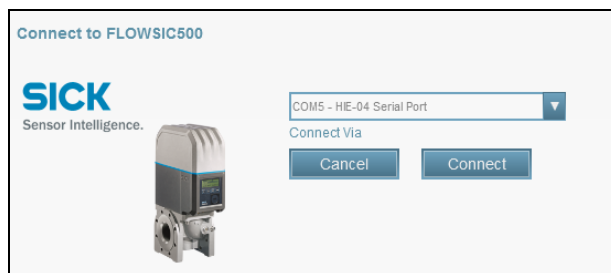 Connect to FLOWSIC500
SICK
Sensor Intelligence.
COM5 - HIE-04 Serial Port
Connect Via
Cancel
Connect